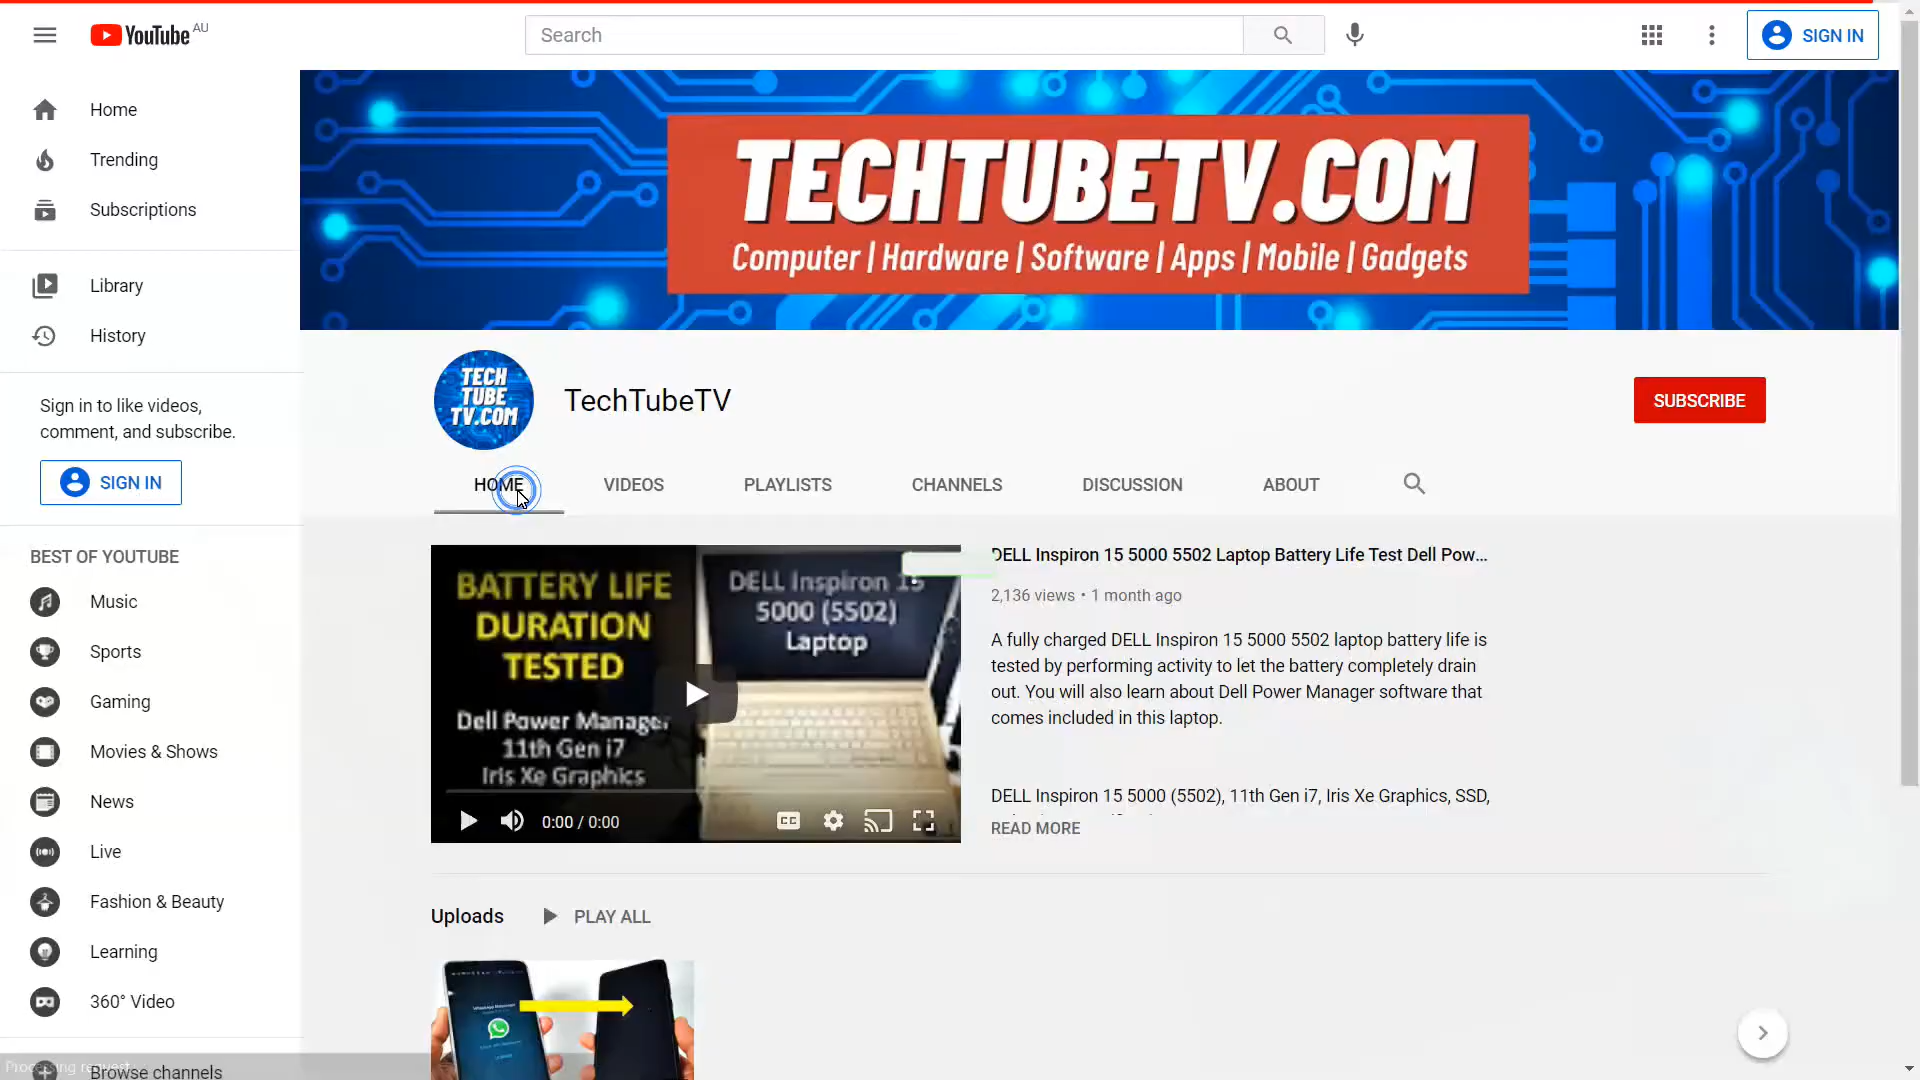 YouTube AU
Search
SIGN IN
Home
Trending
Subscriptions
Library
History
Sign in to like videos,
comment, and subscribe.
SIGN IN
BEST OF YOUTUBE
Music
Sports
Gaming
Movies & Shows
News
Live
Fashion & Beauty
Learning
360° Video
Browse channels
Processing request
TECHTUBETV.COM
Computer | Hardware | Software | Apps | Mobile | Gadgets
TECH
TUBE
TV.COM
TechTubeTV
SUBSCRIBE
HOME
VIDEOS
PLAYLISTS
CHANNELS
DISCUSSION
ABOUT
BATTERY LIFE
DURATION
TESTED
Dell Power Manager
11th Gen i7
Iris Xe Graphics
DELL Inspiron 15
5000 (5502)
Laptop
0:00 / 0:00
CC
DELL Inspiron 15 5000 5502 Laptop Battery Life Test Dell Pow...
2,136 views • 1 month ago
A fully charged DELL Inspiron 15 5000 5502 laptop battery life is
tested by performing activity to let the battery completely drain
out. You will also learn about Dell Power Manager software that
comes included in this laptop.
DELL Inspiron 15 5000 (5502), 11th Gen i7, Iris Xe Graphics, SSD,
READ MORE
Uploads
PLAY ALL